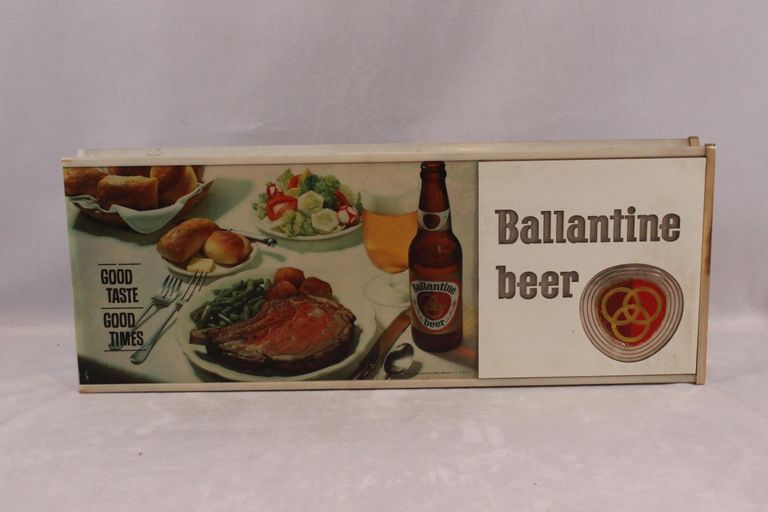 GOOD
TASTE
GOOD
TIMES
Ballantine
beer
Ballantine
beer